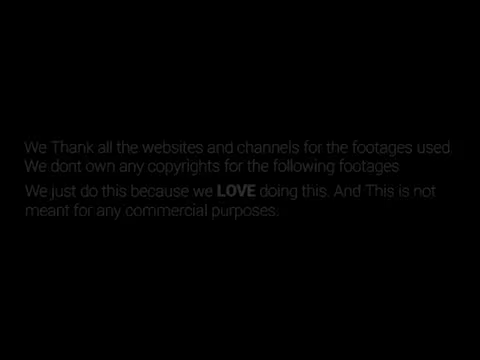 We Thank all the websites and channels for the footages used.
We dont own any copyrights for the following footages
We just do this because we LOVE doing this. And This is not
meant for any commercial purposes.